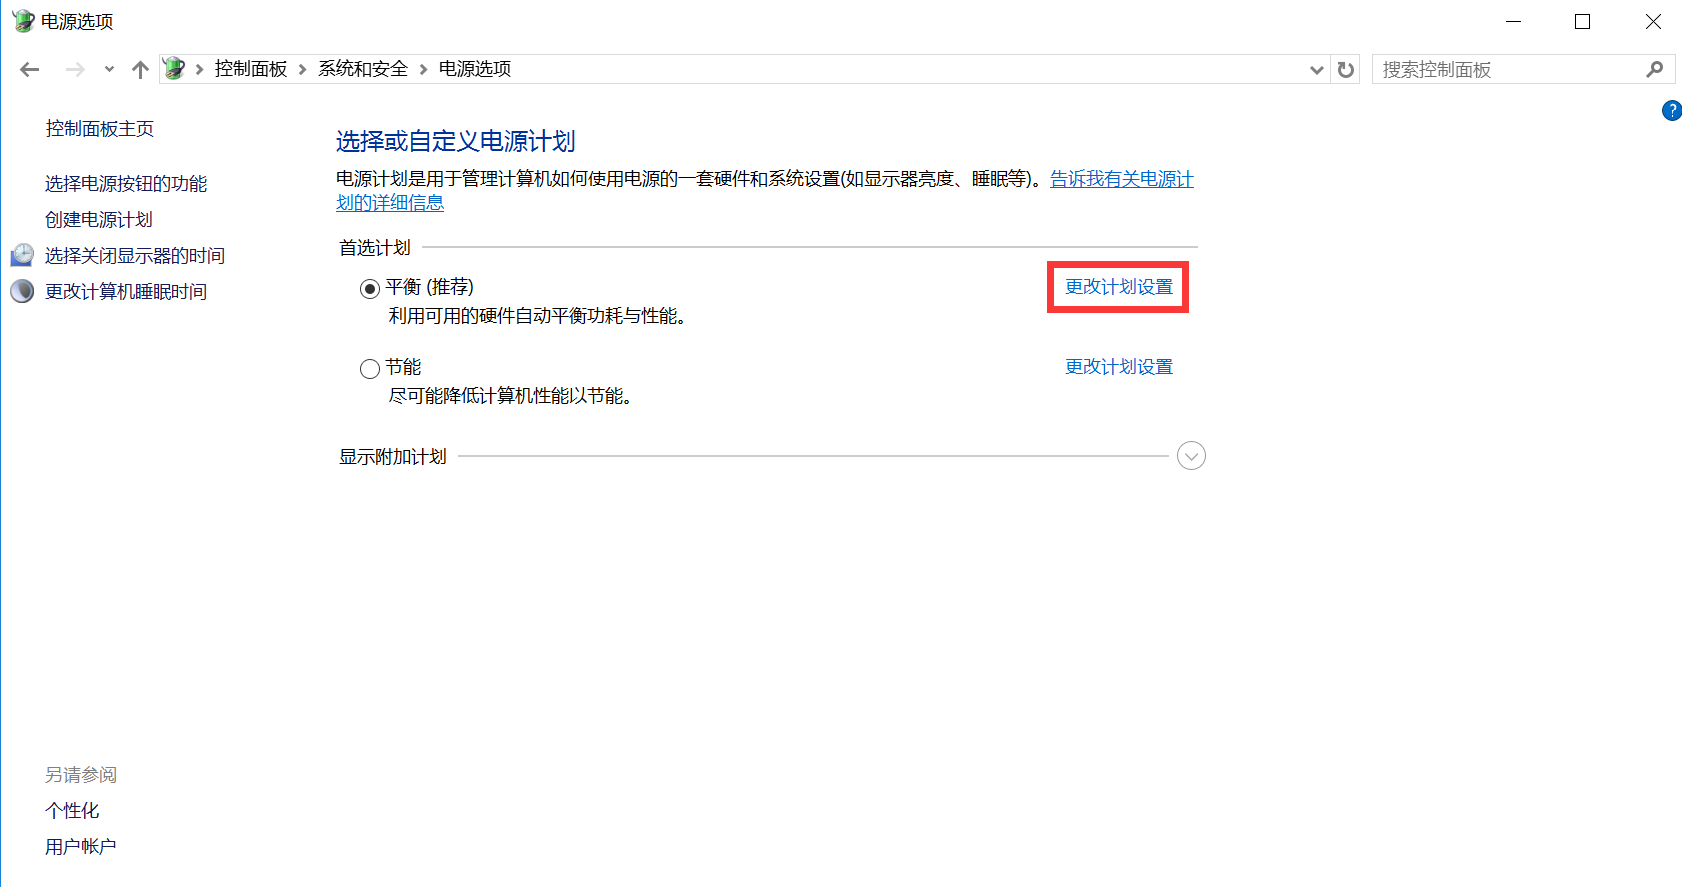 电源选项
控制面板 系统和安全 电源选项
搜索控制面板
?
控制面板主页
选择电源按钮的功能
创建电源计划
选择关闭显示器的时间
更改计算机睡眠时间
选择或自定义电源计划
电源计划是用于管理计算机如何使用电源的一套硬件和系统设置(如显示器亮度、睡眠等)。告诉我有关电源计
划的详细信息
首选计划
平衡 (推荐) 更改计划设置
利用可用的硬件自动平衡功耗与性能。
节能 更改计划设置
尽可能降低计算机性能以节能。
显示附加计划
另请参阅
个性化
用户帐户